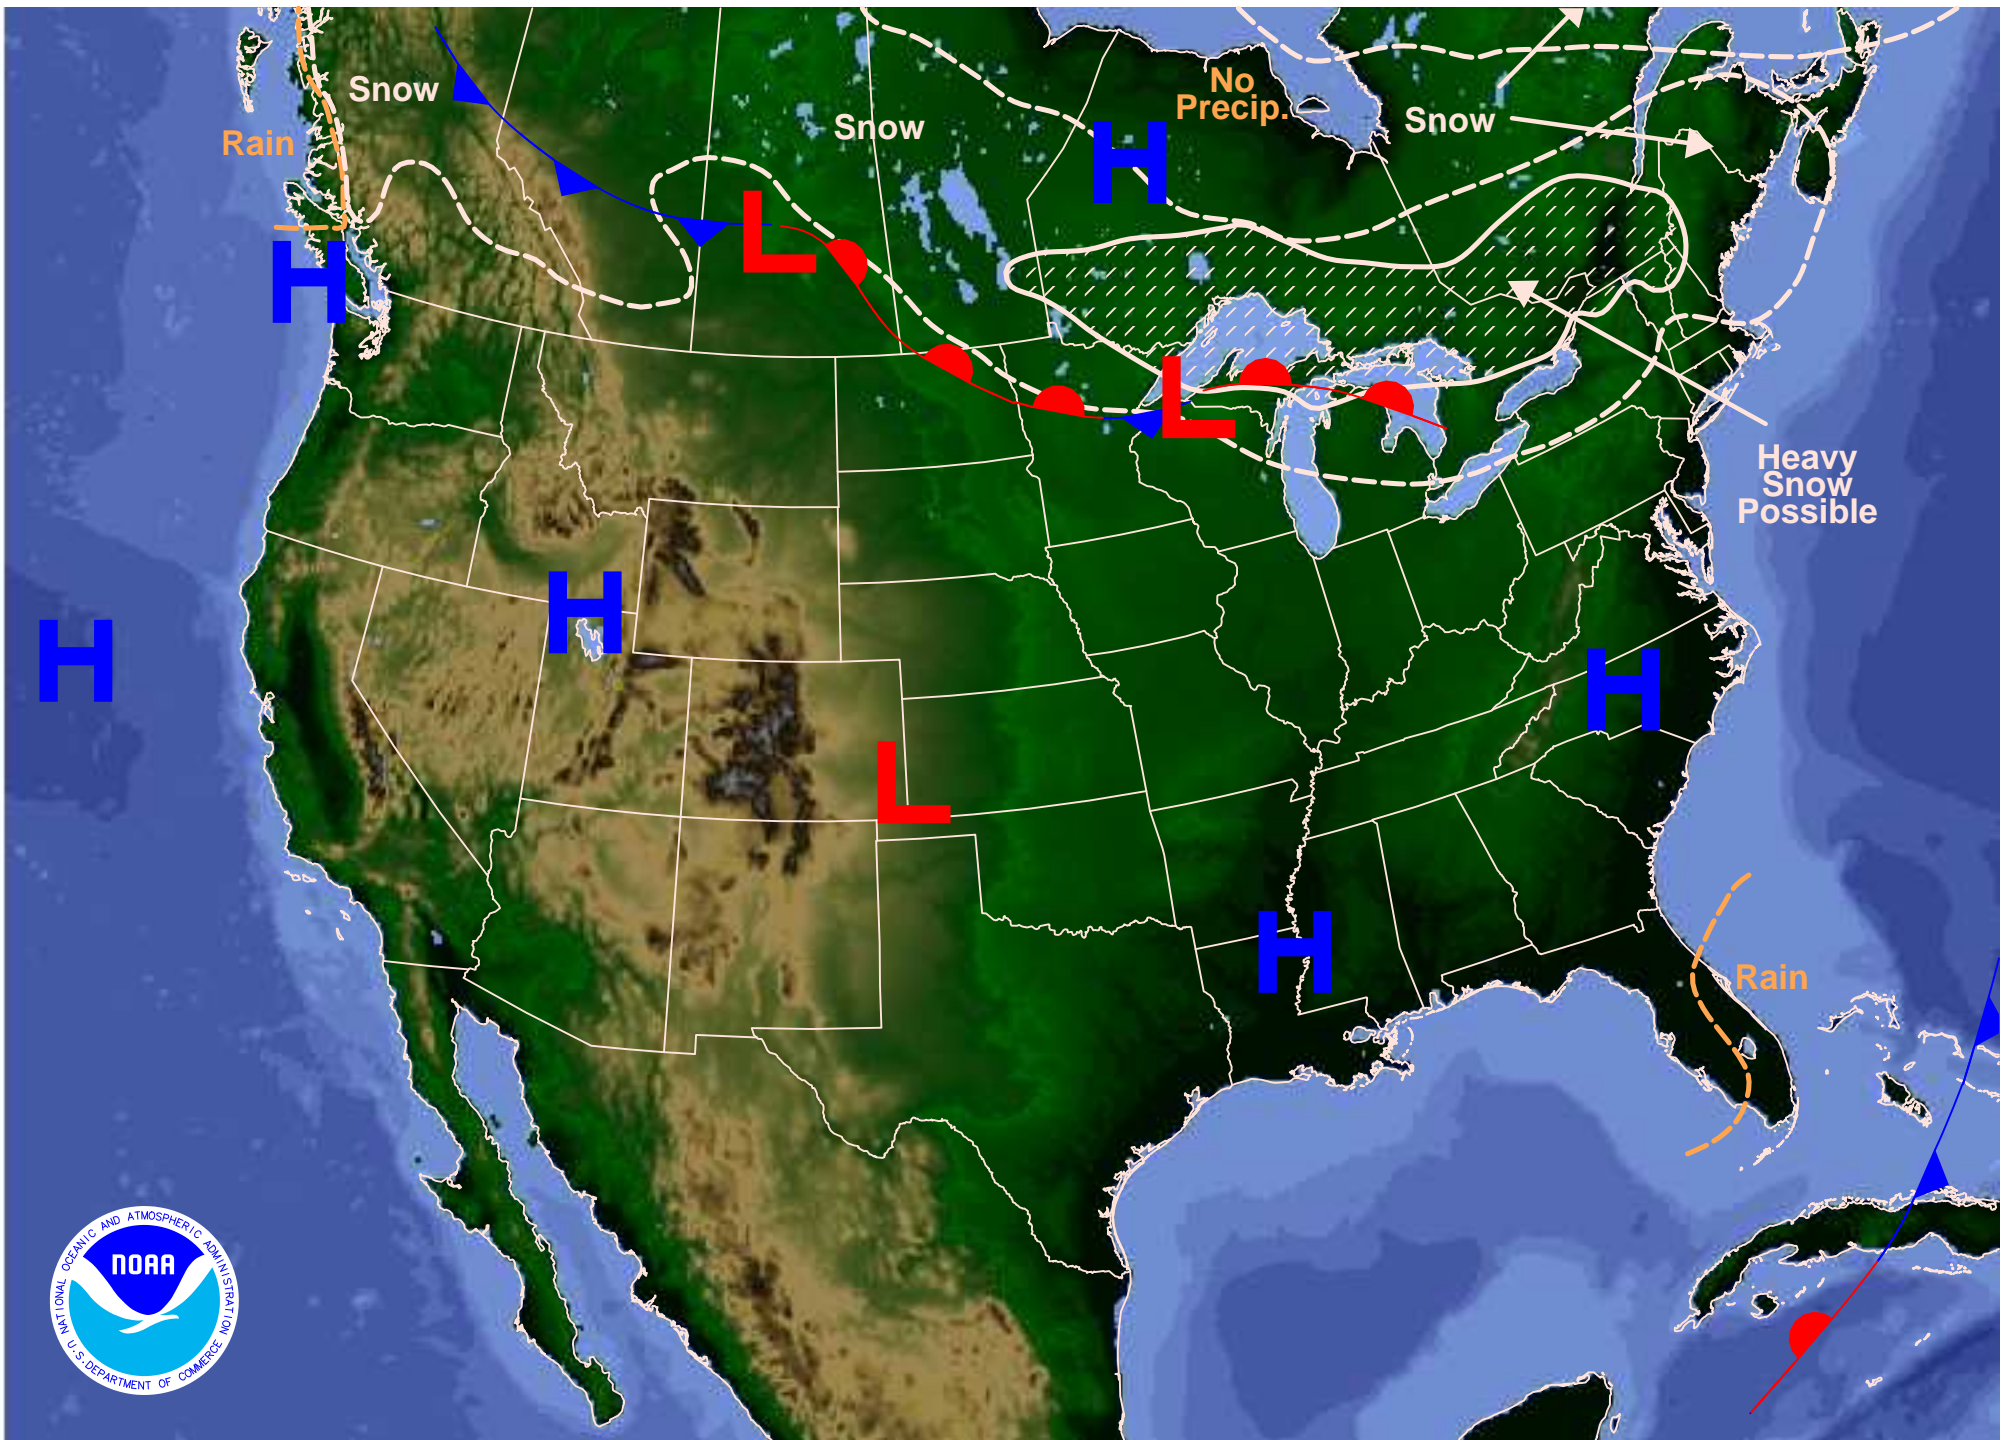 Snow
Rain
Snow
No
Precip.
Snow
H
H
L
L
Heavy
Snow
Possible
H
H
H
L
H
Rain
NATIONAL OCEANIC AND ATMOSPHERIC ADMINISTRATION
NOAA
U.S. DEPARTMENT OF COMMERCE